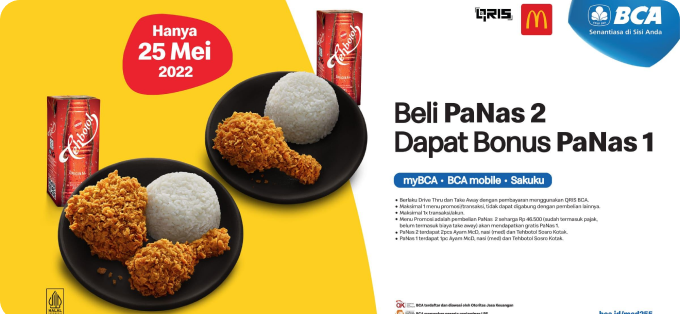 Hanya
25 Mei
2022
QRIS
BCA
Senantiasa di Sisi Anda
Tehbotol
Tehbotol
Beli PaNas 2
Dapat Bonus PaNas 1
myBCA • BCA mobile • Sakuku
• Berlaku Drive Thru dan Take Away dengan pembayaran menggunakan QRIS BCA.
• Maksimal 1 menu promosi/transaksi, tidak dapat digabung dengan pembelian lainnya.
• Maksimal 1x transaksi/akun.
• Menu Promosi adalah pembelian PaNas 2 seharga Rp 46.500 (sudah termasuk pajak,
belum termasuk biaya take away) akan mendapatkan gratis PaNas 1.
• PaNas 2 terdapat 2pcs Ayam McD, nasi (med) dan Tehbotol Sosro Kotak.
• PaNas 1 terdapat 1pc Ayam McD, nasi (med) dan Tehbotol Sosro Kotak.
HALAL
BCA terdaftar dan diawasi oleh Otoritas Jasa Keuangan